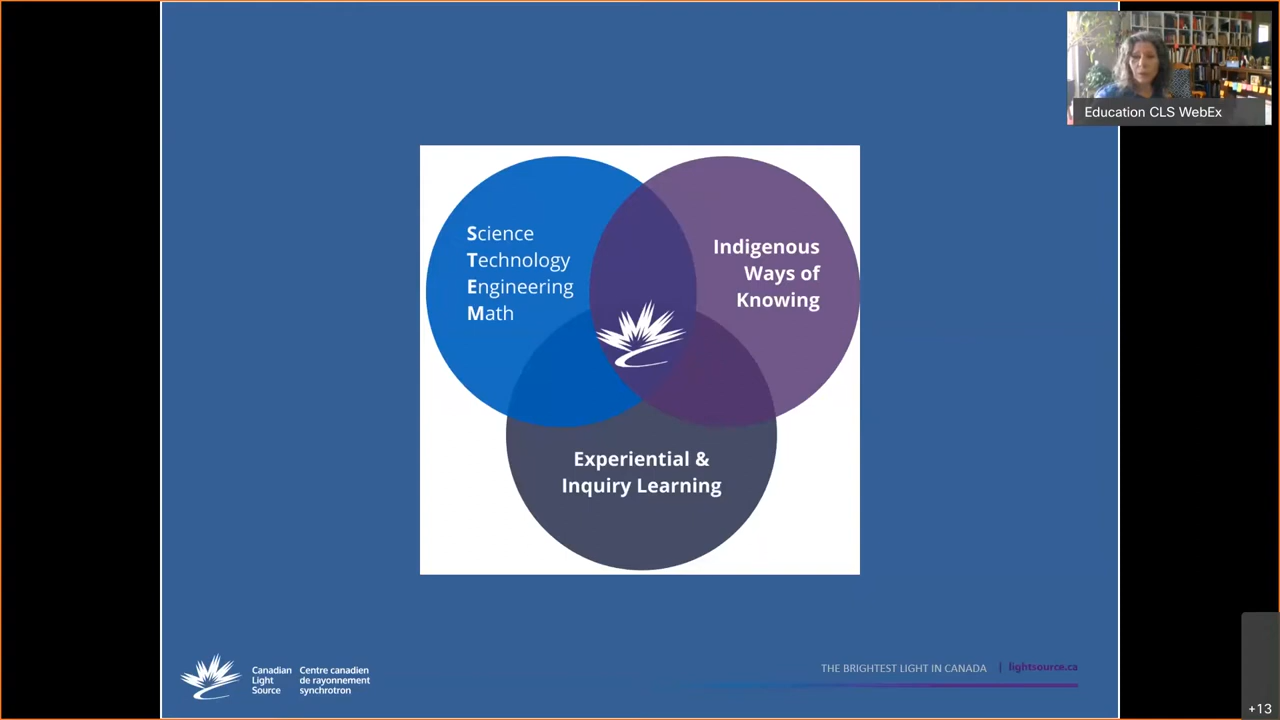 Education CLS WebEx
Science
Technology
Engineering
Math
Indigenous
Ways of
Knowing
Experiential &
Inquiry Learning
Canadian
Light
Source
Centre canadien
de rayonnement
synchrotron
THE BRIGHTEST LIGHT IN CANADA | lightsource.ca
+13